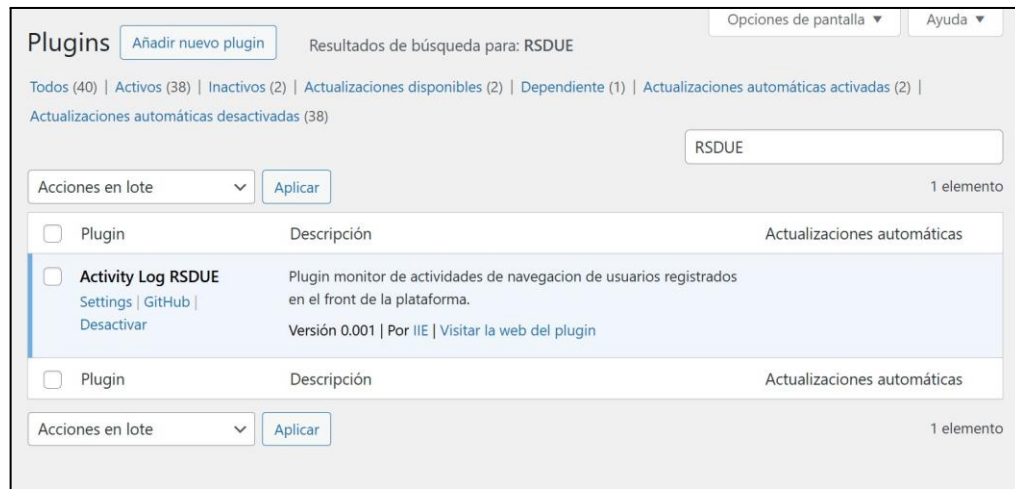 Opciones de pantalla ▼ Ayuda ▼
Plugins Añadir nuevo plugin Resultados de búsqueda para: RSDUE
Todos (40) | Activos (38) | Inactivos (2) | Actualizaciones disponibles (2) | Dependiente (1) | Actualizaciones automáticas activadas (2) |
Actualizaciones automáticas desactivadas (38)
RSDUE
Acciones en lote Aplicar 1 elemento
Plugin Descripción Actualizaciones automáticas
Activity Log RSDUE Plugin monitor de actividades de navegacion de usuarios registrados
Settings | GitHub | en el front de la plataforma.
Desactivar Versión 0.001 | Por IIE | Visitar la web del plugin
Plugin Descripción Actualizaciones automáticas
Acciones en lote Aplicar 1 elemento